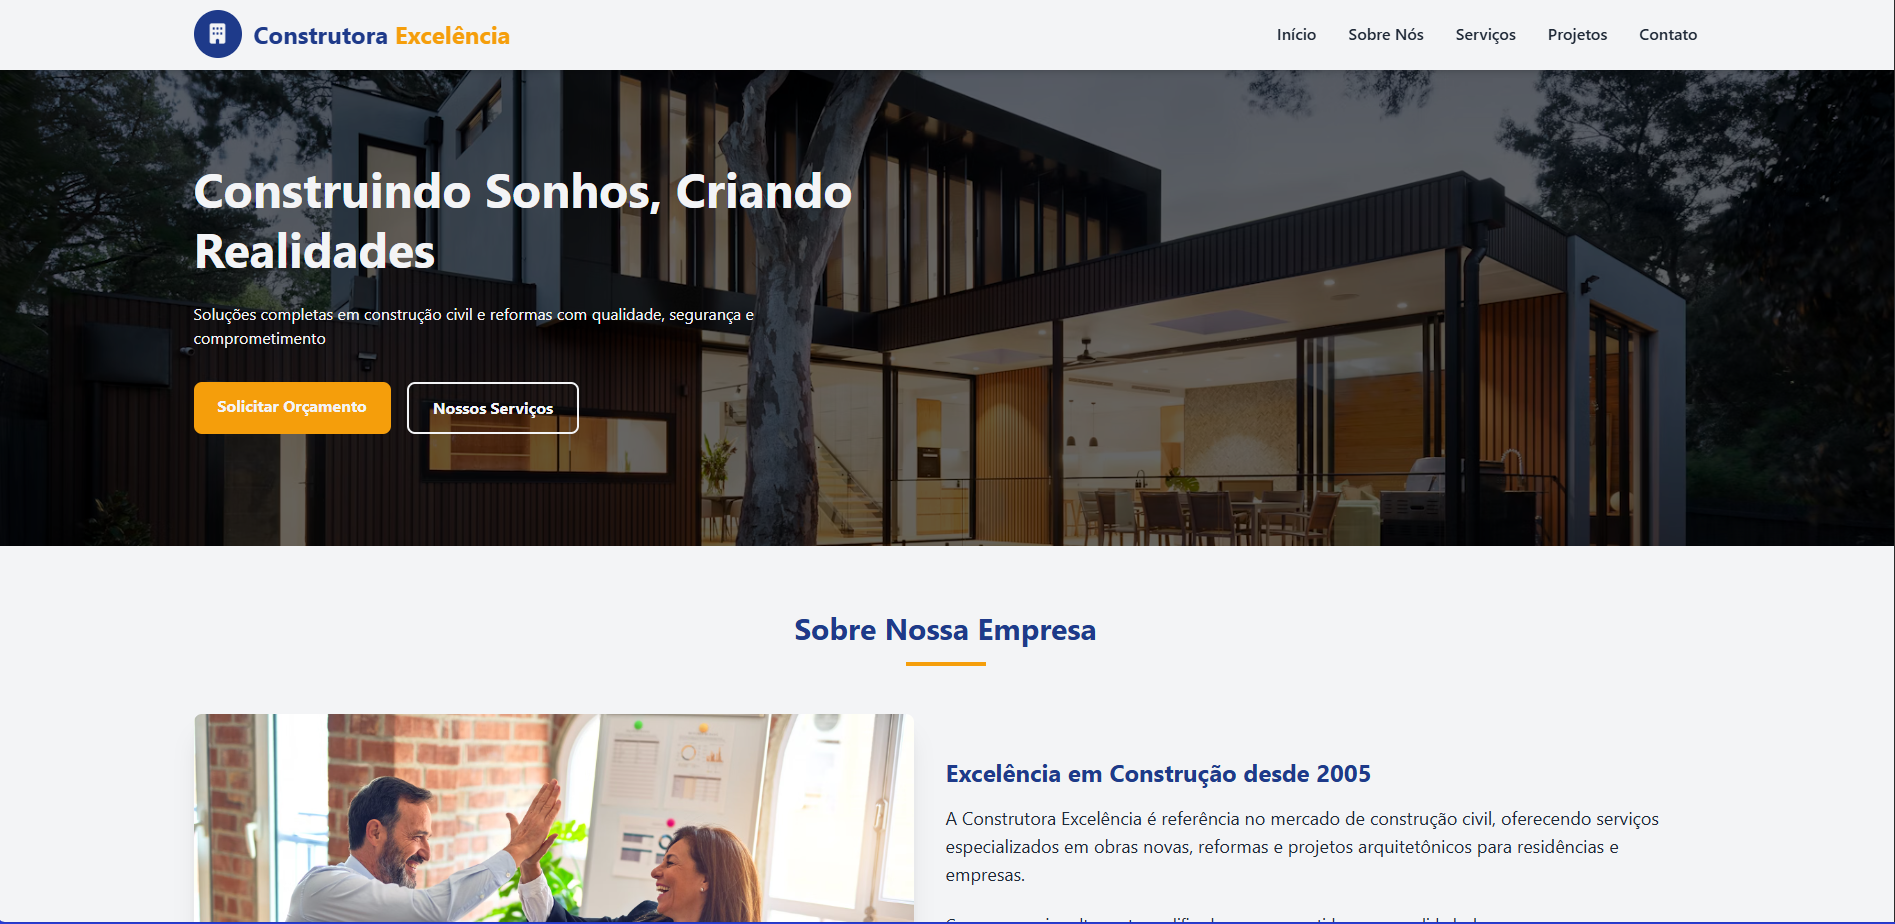 Construtora Excelência
Início Sobre Nós Serviços Projetos Contato
Construindo Sonhos, Criando
Realidades
Soluções completas em construção civil e reformas com qualidade, segurança e
comprometimento
Solicitar Orçamento Nossos Serviços
Sobre Nossa Empresa
Excelência em Construção desde 2005
A Construtora Excelência é referência no mercado de construção civil, oferecendo serviços
especializados em obras novas, reformas e projetos arquitetônicos para residências e
empresas.